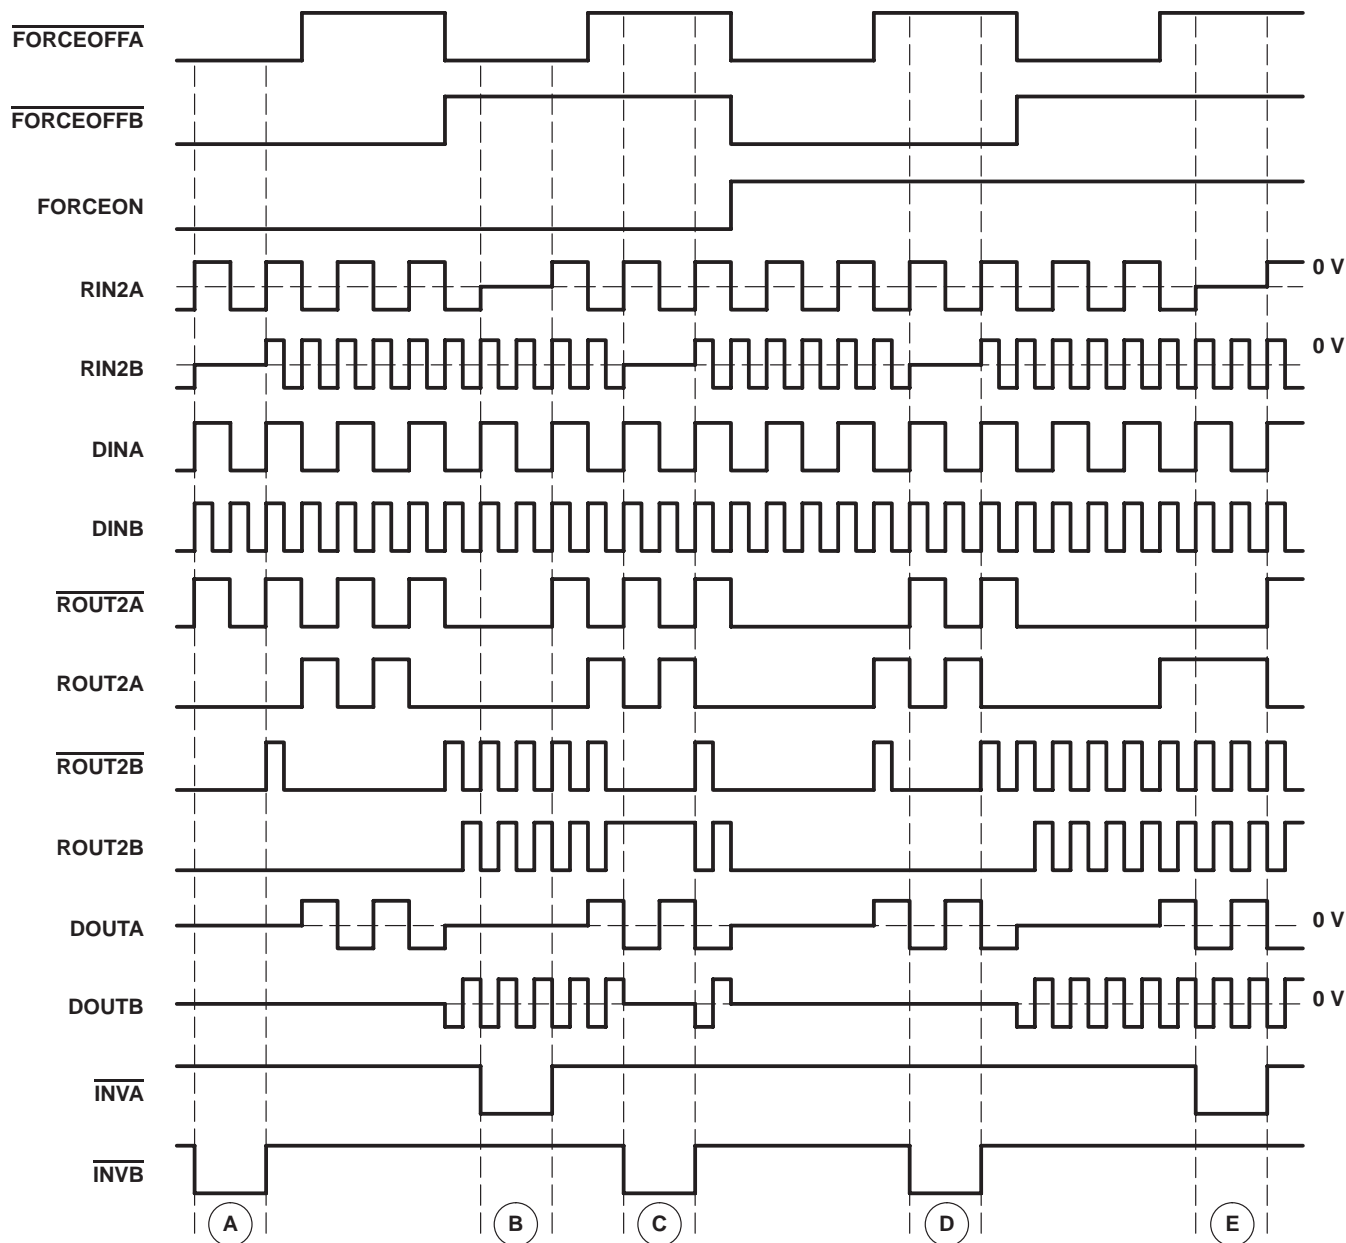 FORCEOFFA
FORCEOFFB
FORCEON
RIN2A
0 V
RIN2B
0 V
DINA
DINB
ROUT2A
ROUT2A
ROUT2B
ROUT2B
DOUTA
0 V
DOUTB
0 V
INVA
INVB
A
B
C
D
E